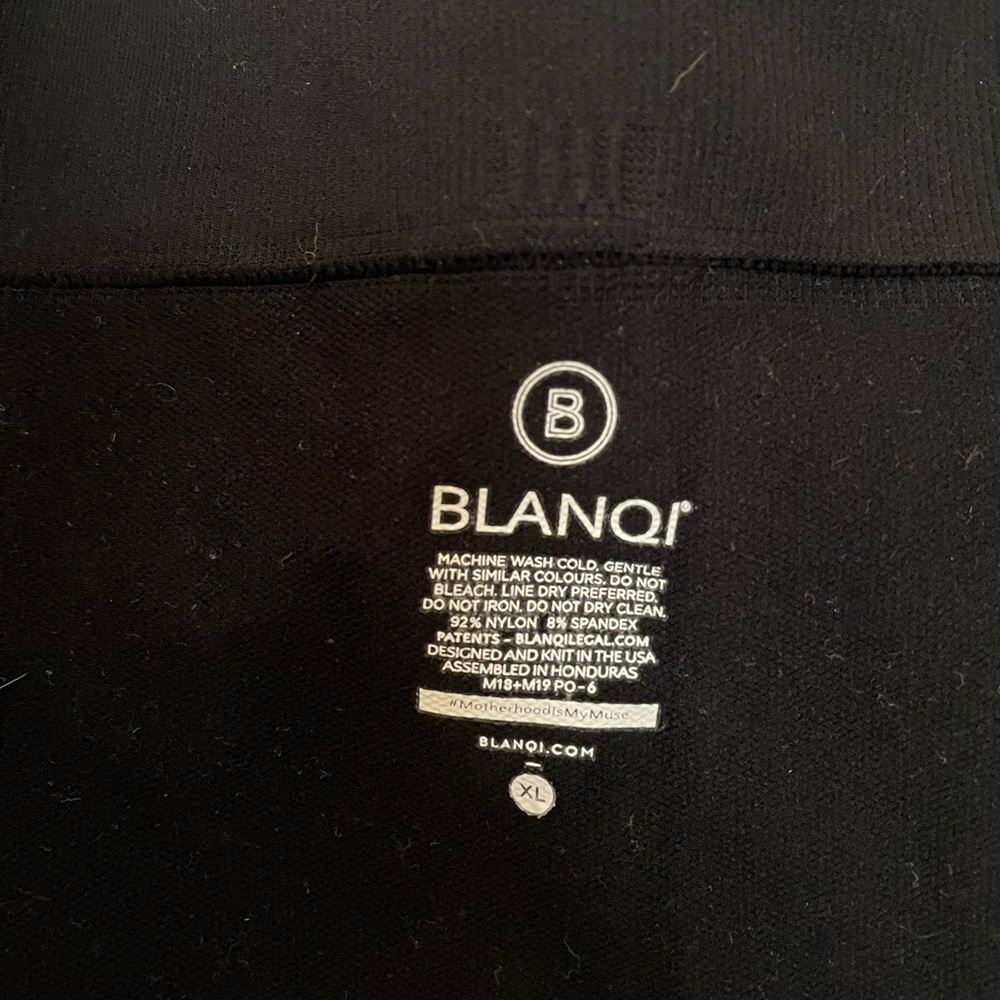 B
BLANQI®
MACHINE WASH COLD, GENTLE
WITH SIMILAR COLOURS. DO NOT
BLEACH. LINE DRY PREFERRED.
DO NOT IRON. DO NOT DRY CLEAN.
92% NYLON 8% SPANDEX
PATENTS - BLANQILEGAL.COM
DESIGNED AND KNIT IN THE USA
ASSEMBLED IN HONDURAS
M18+M19 PO-6
#MotherhoodIsMyMuse
BLANQI.COM
XL